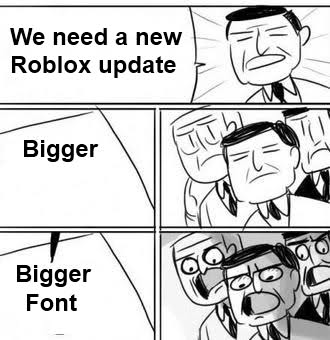 We need a new
Roblox update
Bigger
Bigger
Font